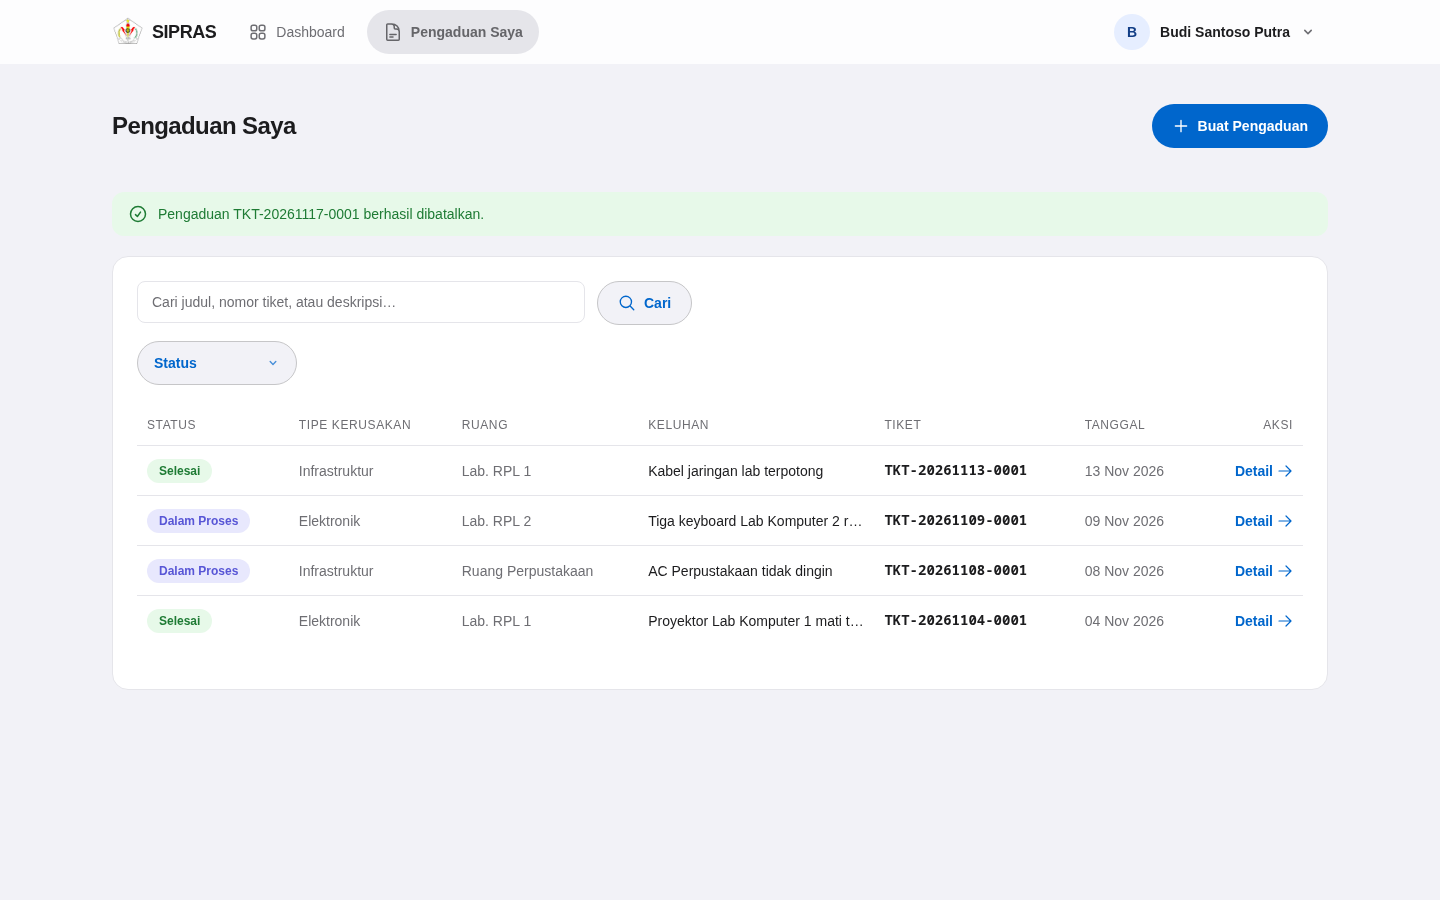 SIPRAS
Dashboard
Pengaduan Saya
B
Budi Santoso Putra
Pengaduan Saya
Buat Pengaduan
Pengaduan TKT-20261117-0001 berhasil dibatalkan.
Cari judul, nomor tiket, atau deskripsi…
Cari
Status
STATUS TIPE KERUSAKAN RUANG KELUHAN TIKET TANGGAL AKSI
Selesai Infrastruktur Lab. RPL 1 Kabel jaringan lab terpotong TKT-20261113-0001 13 Nov 2026 Detail
Dalam Proses Elektronik Lab. RPL 2 Tiga keyboard Lab Komputer 2 r… TKT-20261109-0001 09 Nov 2026 Detail
Dalam Proses Infrastruktur Ruang Perpustakaan AC Perpustakaan tidak dingin TKT-20261108-0001 08 Nov 2026 Detail
Selesai Elektronik Lab. RPL 1 Proyektor Lab Komputer 1 mati t… TKT-20261104-0001 04 Nov 2026 Detail